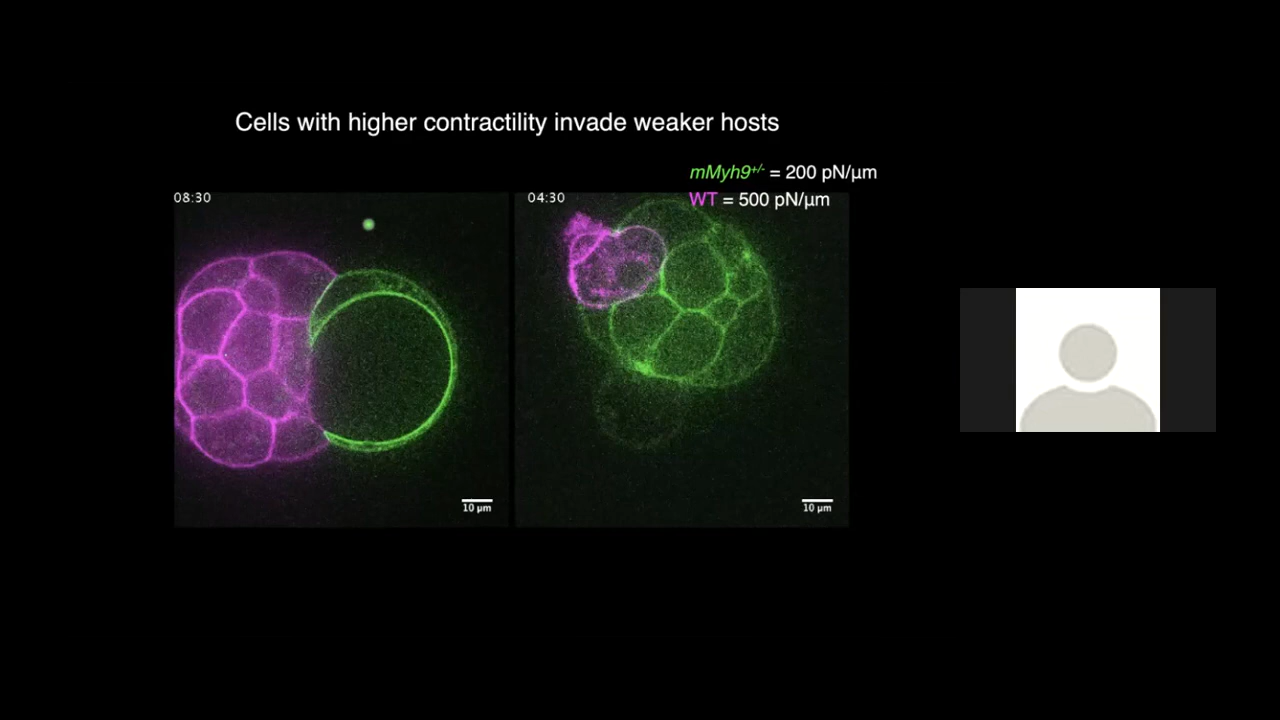 Cells with higher contractility invade weaker hosts
mMyh9+/- = 200 pN/μm
WT = 500 pN/μm
08:30
04:30
10 μm
10 μm